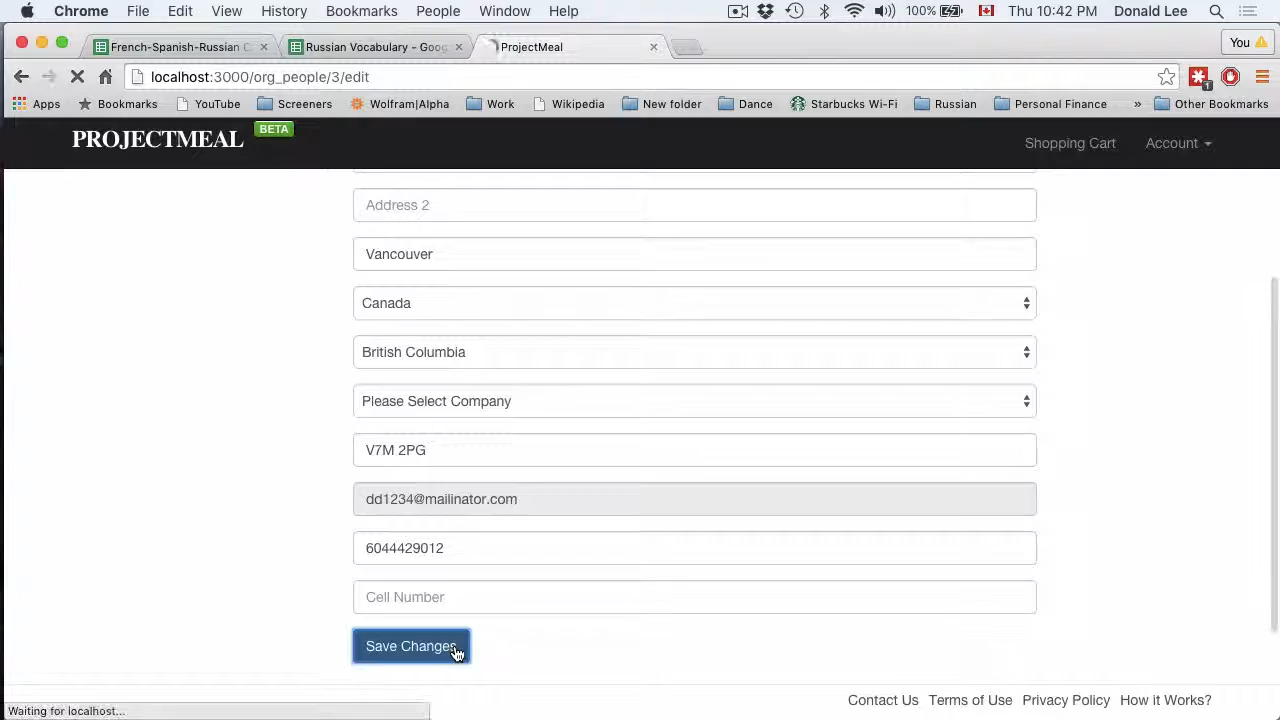 Chrome File Edit View History Bookmarks People Window Help 100% Thu 10:42 PM Donald Lee
French-Spanish-Russian C
Russian Vocabulary – Goog
ProjectMeal
You
localhost:3000/org_people/3/edit
1
Apps Bookmarks YouTube Screeners Wolfram|Alpha Work Wikipedia New folder Dance Starbucks Wi-Fi Russian Personal Finance » Other Bookmarks
PROJECTMEAL BETA
Shopping Cart Account
Address 2
Vancouver
Canada
British Columbia
Please Select Company
V7M 2PG
dd1234@mailinator.com
6044429012
Cell Number
Save Changes
Contact Us Terms of Use Privacy Policy How it Works?
Waiting for localhost...